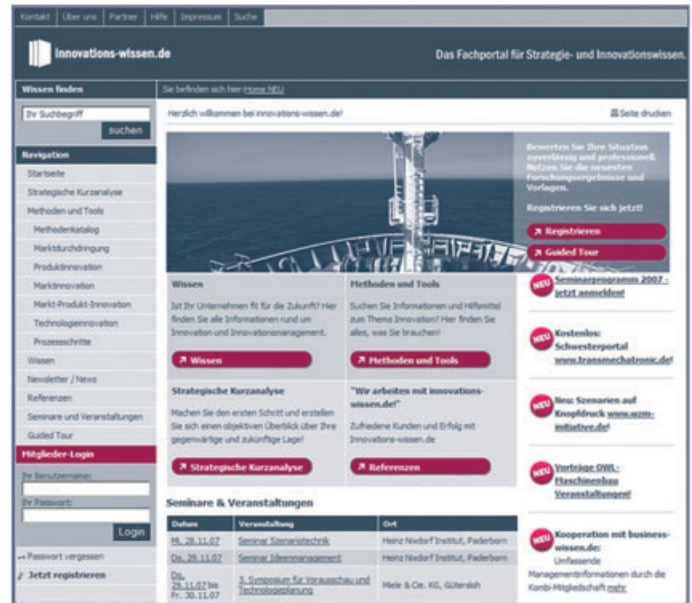 Kontakt Über uns Partner Hilfe Impressum Suche
innovations-wissen.de
Das Fachportal für Strategie- und Innovationswissen.
Wissen finden
Sie befinden sich hier: Home NEU
Ihr Suchbegriff
suchen
Herzlich willkommen bei innovations-wissen.de!
Seite drucken
Navigation
Startseite
Strategische Kurzanalyse
Methoden und Tools
Methodenkatalog
Marktdurchdringung
Produktinnovation
Marktinnovation
Markt-Produkt-Innovation
Technologieinnovation
Prozessschritte
Wissen
Newsletter / News
Referenzen
Seminare und Veranstaltungen
Guided Tour
Mitglieder-Login
Ihr Benutzername:
Ihr Passwort:
Login
Passwort vergessen
Jetzt registrieren
Bewerten Sie Ihre Situation
zuverlässig und professionell.
Nutzen Sie die neuesten
Forschungsergebnisse und
Vorlagen.
Registrieren Sie sich jetzt!
Registrieren
Guided Tour
Wissen
Ist Ihr Unternehmen fit für die Zukunft? Hier
finden Sie alle Informationen rund um
Innovation und Innovationsmanagement.
Wissen
Methoden und Tools
Suchen Sie Informationen und Hilfsmittel
zum Thema Innovation? Hier finden Sie
alles, was Sie brauchen!
Methoden und Tools
Strategische Kurzanalyse
Machen Sie den ersten Schritt und erstellen
Sie sich einen objektiven Überblick über Ihre
gegenwärtige und zukünftige Lage!
Strategische Kurzanalyse
"Wir arbeiten mit innovations-
wissen.de!"
Zufriedene Kunden und Erfolg mit
Innovations-wissen.de
Referenzen
NEU Seminarprogramm 2007 -
jetzt anmelden!
NEU Kostenlos:
Schwesterportal
www.transmechatronic.de!
NEU Neu: Szenarien auf
Knopfdruck www.wzm-
initiative.de!
NEU Vorträge OWL-
Maschinenbau
Veranstaltungen!
NEU Kooperation mit business-
wissen.de:
Umfassende
Managementinformationen durch die
Kombi-Mitgliedschaft mehr
Seminare & Veranstaltungen
Datum Veranstaltung Ort
Mi, 28.11.07 Seminar Szenariotechnik Heinz Nixdorf Institut, Paderborn
Do, 29.11.07 Seminar Ideenmanagement Heinz Nixdorf Institut, Paderborn
Do,
29.11.07 bis
Fr. 30.11.07
3. Symposium für Vorausschau und
Technologieplanung
Miele & Cie. KG, Gütersloh